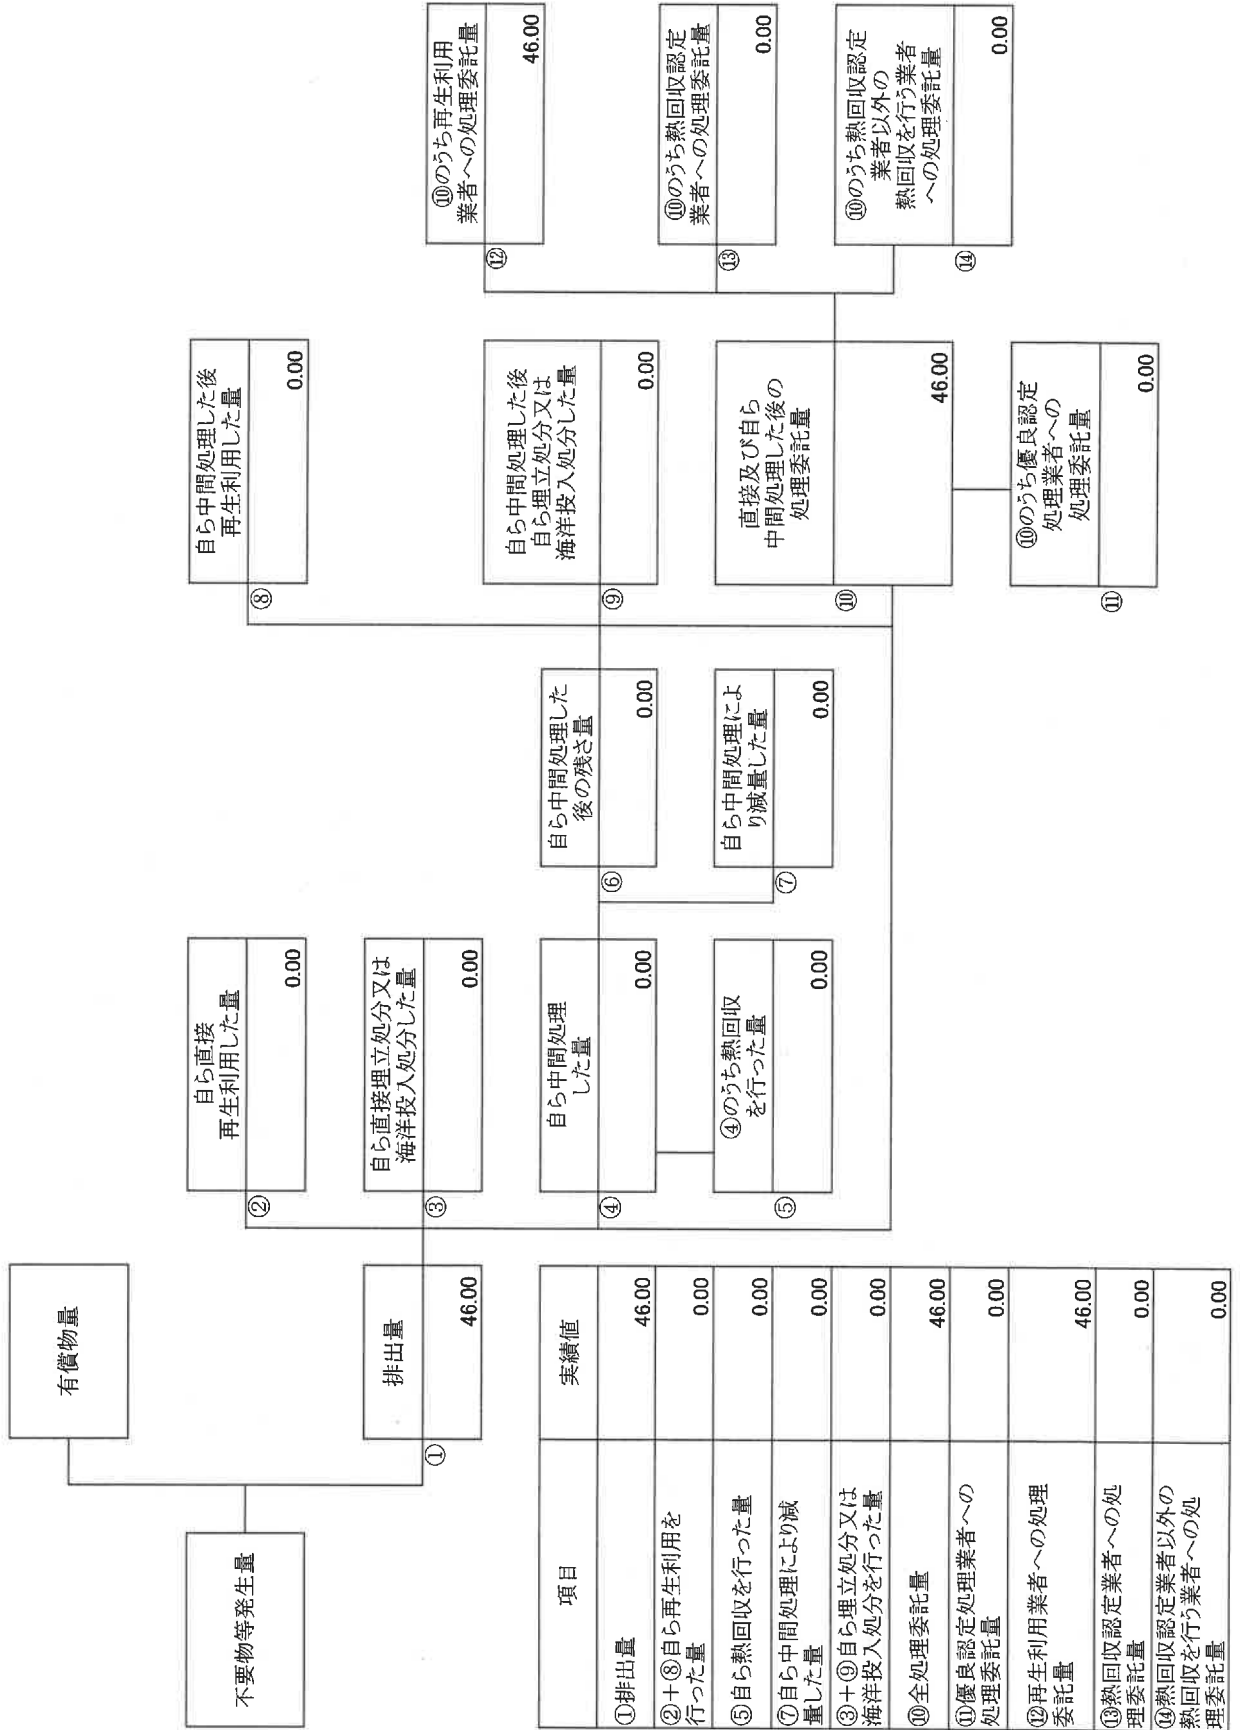 有償物量
不要物等発生量
①
排出量
46.00
②
自ら直接
再生利用した量
0.00
③
自ら直接埋立処分又は
海洋投入処分した量
0.00
④
自ら中間処理
した量
0.00
⑤
④のうち熱回収
を行った量
0.00
⑥
自ら中間処理した
後の残さ量
0.00
⑦
自ら中間処理によ
り減量した量
0.00
⑧
自ら中間処理した後
再生利用した量
0.00
⑨
自ら中間処理した後
自ら埋立処分又は
海洋投入処分した量
0.00
⑩
直接及び自ら
中間処理した後の
処理委託量
46.00
⑪
⑩のうち優良認定
処理業者への
処理委託量
0.00
⑫
⑩のうち再生利用
業者への処理委託量
46.00
⑬
⑩のうち熱回収認定
業者への処理委託量
0.00
⑭
⑩のうち熱回収認定
業者以外の
熱回収を行う業者
への処理委託量
0.00
項目 実績値
①排出量 46.00
②+⑧自ら再生利用を
行った量 0.00
⑤自ら熱回収を行った量 0.00
⑦自ら中間処理により減
量した量 0.00
③+⑨自ら埋立処分又は
海洋投入処分を行った量 0.00
⑩全処理委託量 46.00
⑪優良認定処理業者への
処理委託量 0.00
⑫再生利用業者への処理
委託量 46.00
⑬熱回収認定業者への処
理委託量 0.00
⑭熱回収認定業者以外の
熱回収を行う業者への処
理委託量 0.00